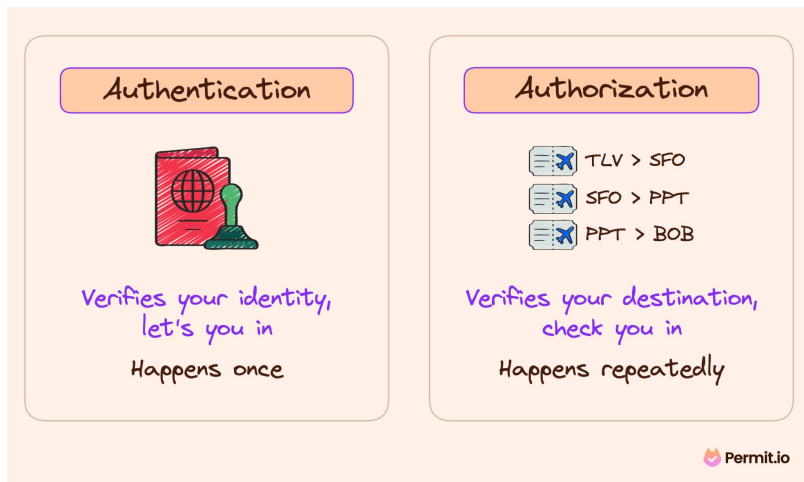 Authentication
Verifies your identity,
let's you in
Happens once
Authorization
TLV > SFO
SFO > PPT
PPT > BOB
Verifies your destination,
check you in
Happens repeatedly
Permit.io